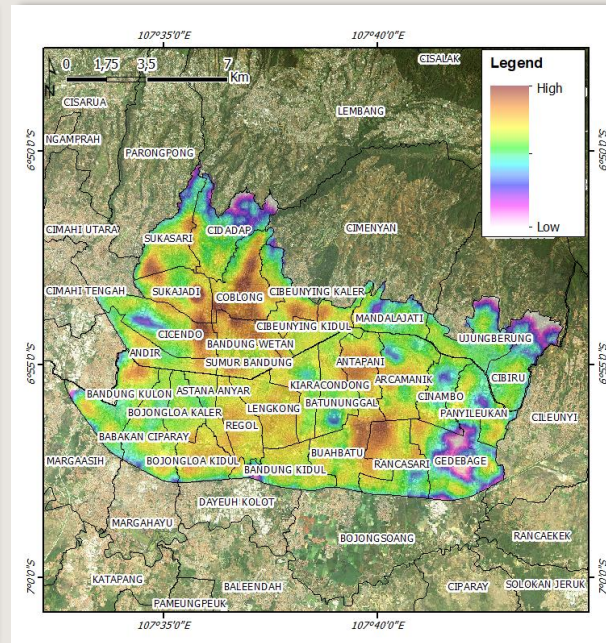 107°35'0"E
107°40'0"E
0 1,75 3,5 7
Km
N
Legend
High
Low
CISALAK
CISARUA
LEMBANG
NGAMPRAH
PARONGPONG
6°50'0"S
6°50'0"S
CIMAHI UTARA
SUKASARI
CIDADAP
CIMENYAN
CIMAHI TENGAH
SUKAJADI
COBLONG
CIBEUNYING KALER
CICENDO
CIBEUNYING KIDUL
MANDALAJATI
UJUNGBERUNG
ANDIR
BANDUNG WETAN
SUMUR BANDUNG
ANTAPANI
6°55'0"S
6°55'0"S
BANDUNG KULON
ASTANA ANYAR
KIARACONDONG
ARCAMANIK
CIBIRU
BOJONGLOA KALER
LENGKONG
BATUNUNGGAL
CINAMBO
PANYILEUKAN
CILEUNYI
REGOL
BABAKAN CIPARAY
MARGAASIH
BOJONGLOA KIDUL
BANDUNG KIDUL
BUAHBATU
RANCASARI
GEDEBAGE
DAYEUH KOLOT
MARGAHAYU
BOJONGSOANG
RANCAEKEK
KATAPANG
BALEENDAH
CIPARAY
SOLOKAN JERUK
7°0'0"S
7°0'0"S
PAMEUNGPEUK
107°35'0"E
107°40'0"E